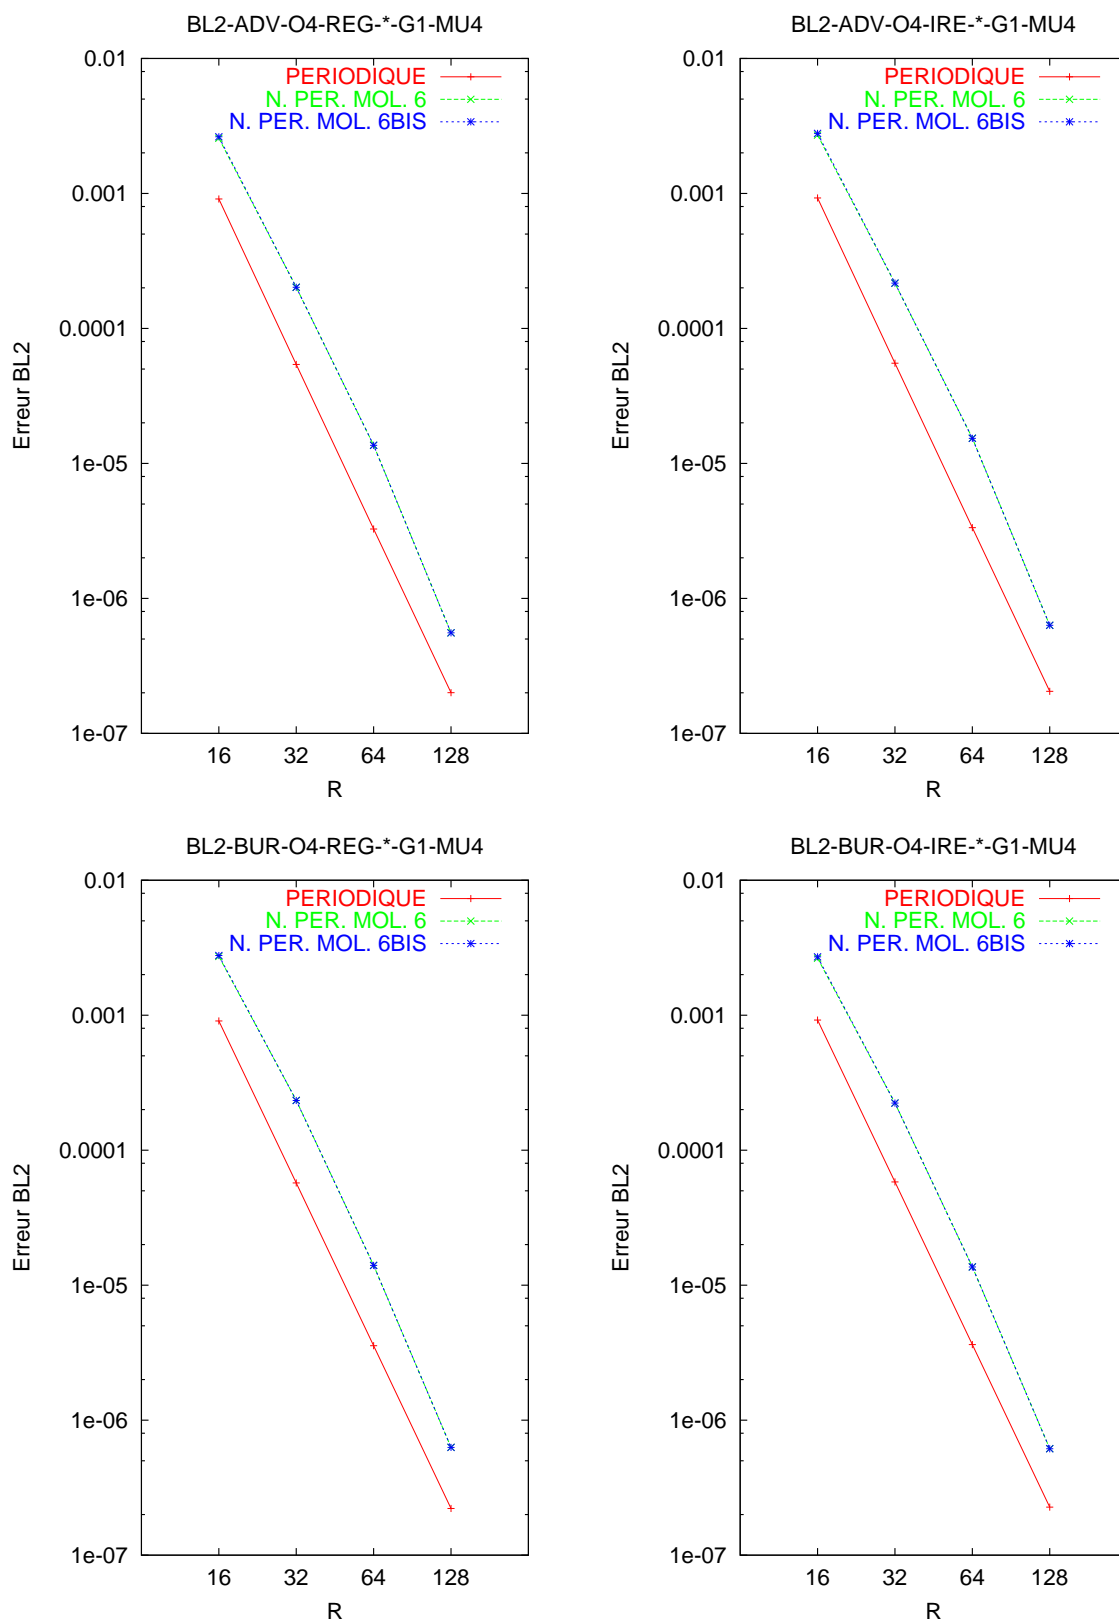 BL2-ADV-O4-REG-*-G1-MU4
0.01
0.001
0.0001
1e-05
1e-06
1e-07
16 32 64 128
R
Erreur BL2
PERIODIQUE
N. PER. MOL. 6
N. PER. MOL. 6BIS
BL2-ADV-O4-IRE-*-G1-MU4
0.01
0.001
0.0001
1e-05
1e-06
1e-07
16 32 64 128
R
Erreur BL2
PERIODIQUE
N. PER. MOL. 6
N. PER. MOL. 6BIS
BL2-BUR-O4-REG-*-G1-MU4
0.01
0.001
0.0001
1e-05
1e-06
1e-07
16 32 64 128
R
Erreur BL2
PERIODIQUE
N. PER. MOL. 6
N. PER. MOL. 6BIS
BL2-BUR-O4-IRE-*-G1-MU4
0.01
0.001
0.0001
1e-05
1e-06
1e-07
16 32 64 128
R
Erreur BL2
PERIODIQUE
N. PER. MOL. 6
N. PER. MOL. 6BIS